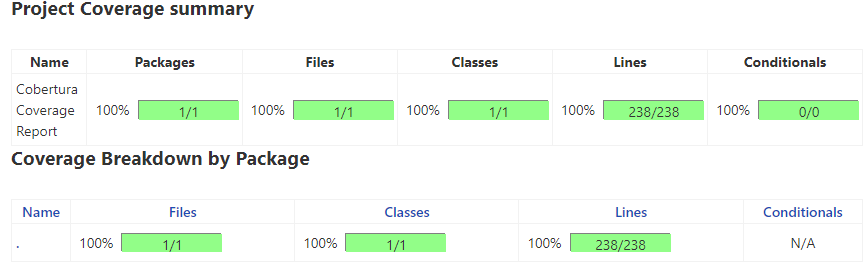 Project Coverage summary
Name Packages Files Classes Lines Conditionals
Cobertura
Coverage 100% 1/1 100% 1/1 100% 1/1 100% 238/238 100% 0/0
Report
Coverage Breakdown by Package
Name Files Classes Lines Conditionals
. 100% 1/1 100% 1/1 100% 238/238 N/A